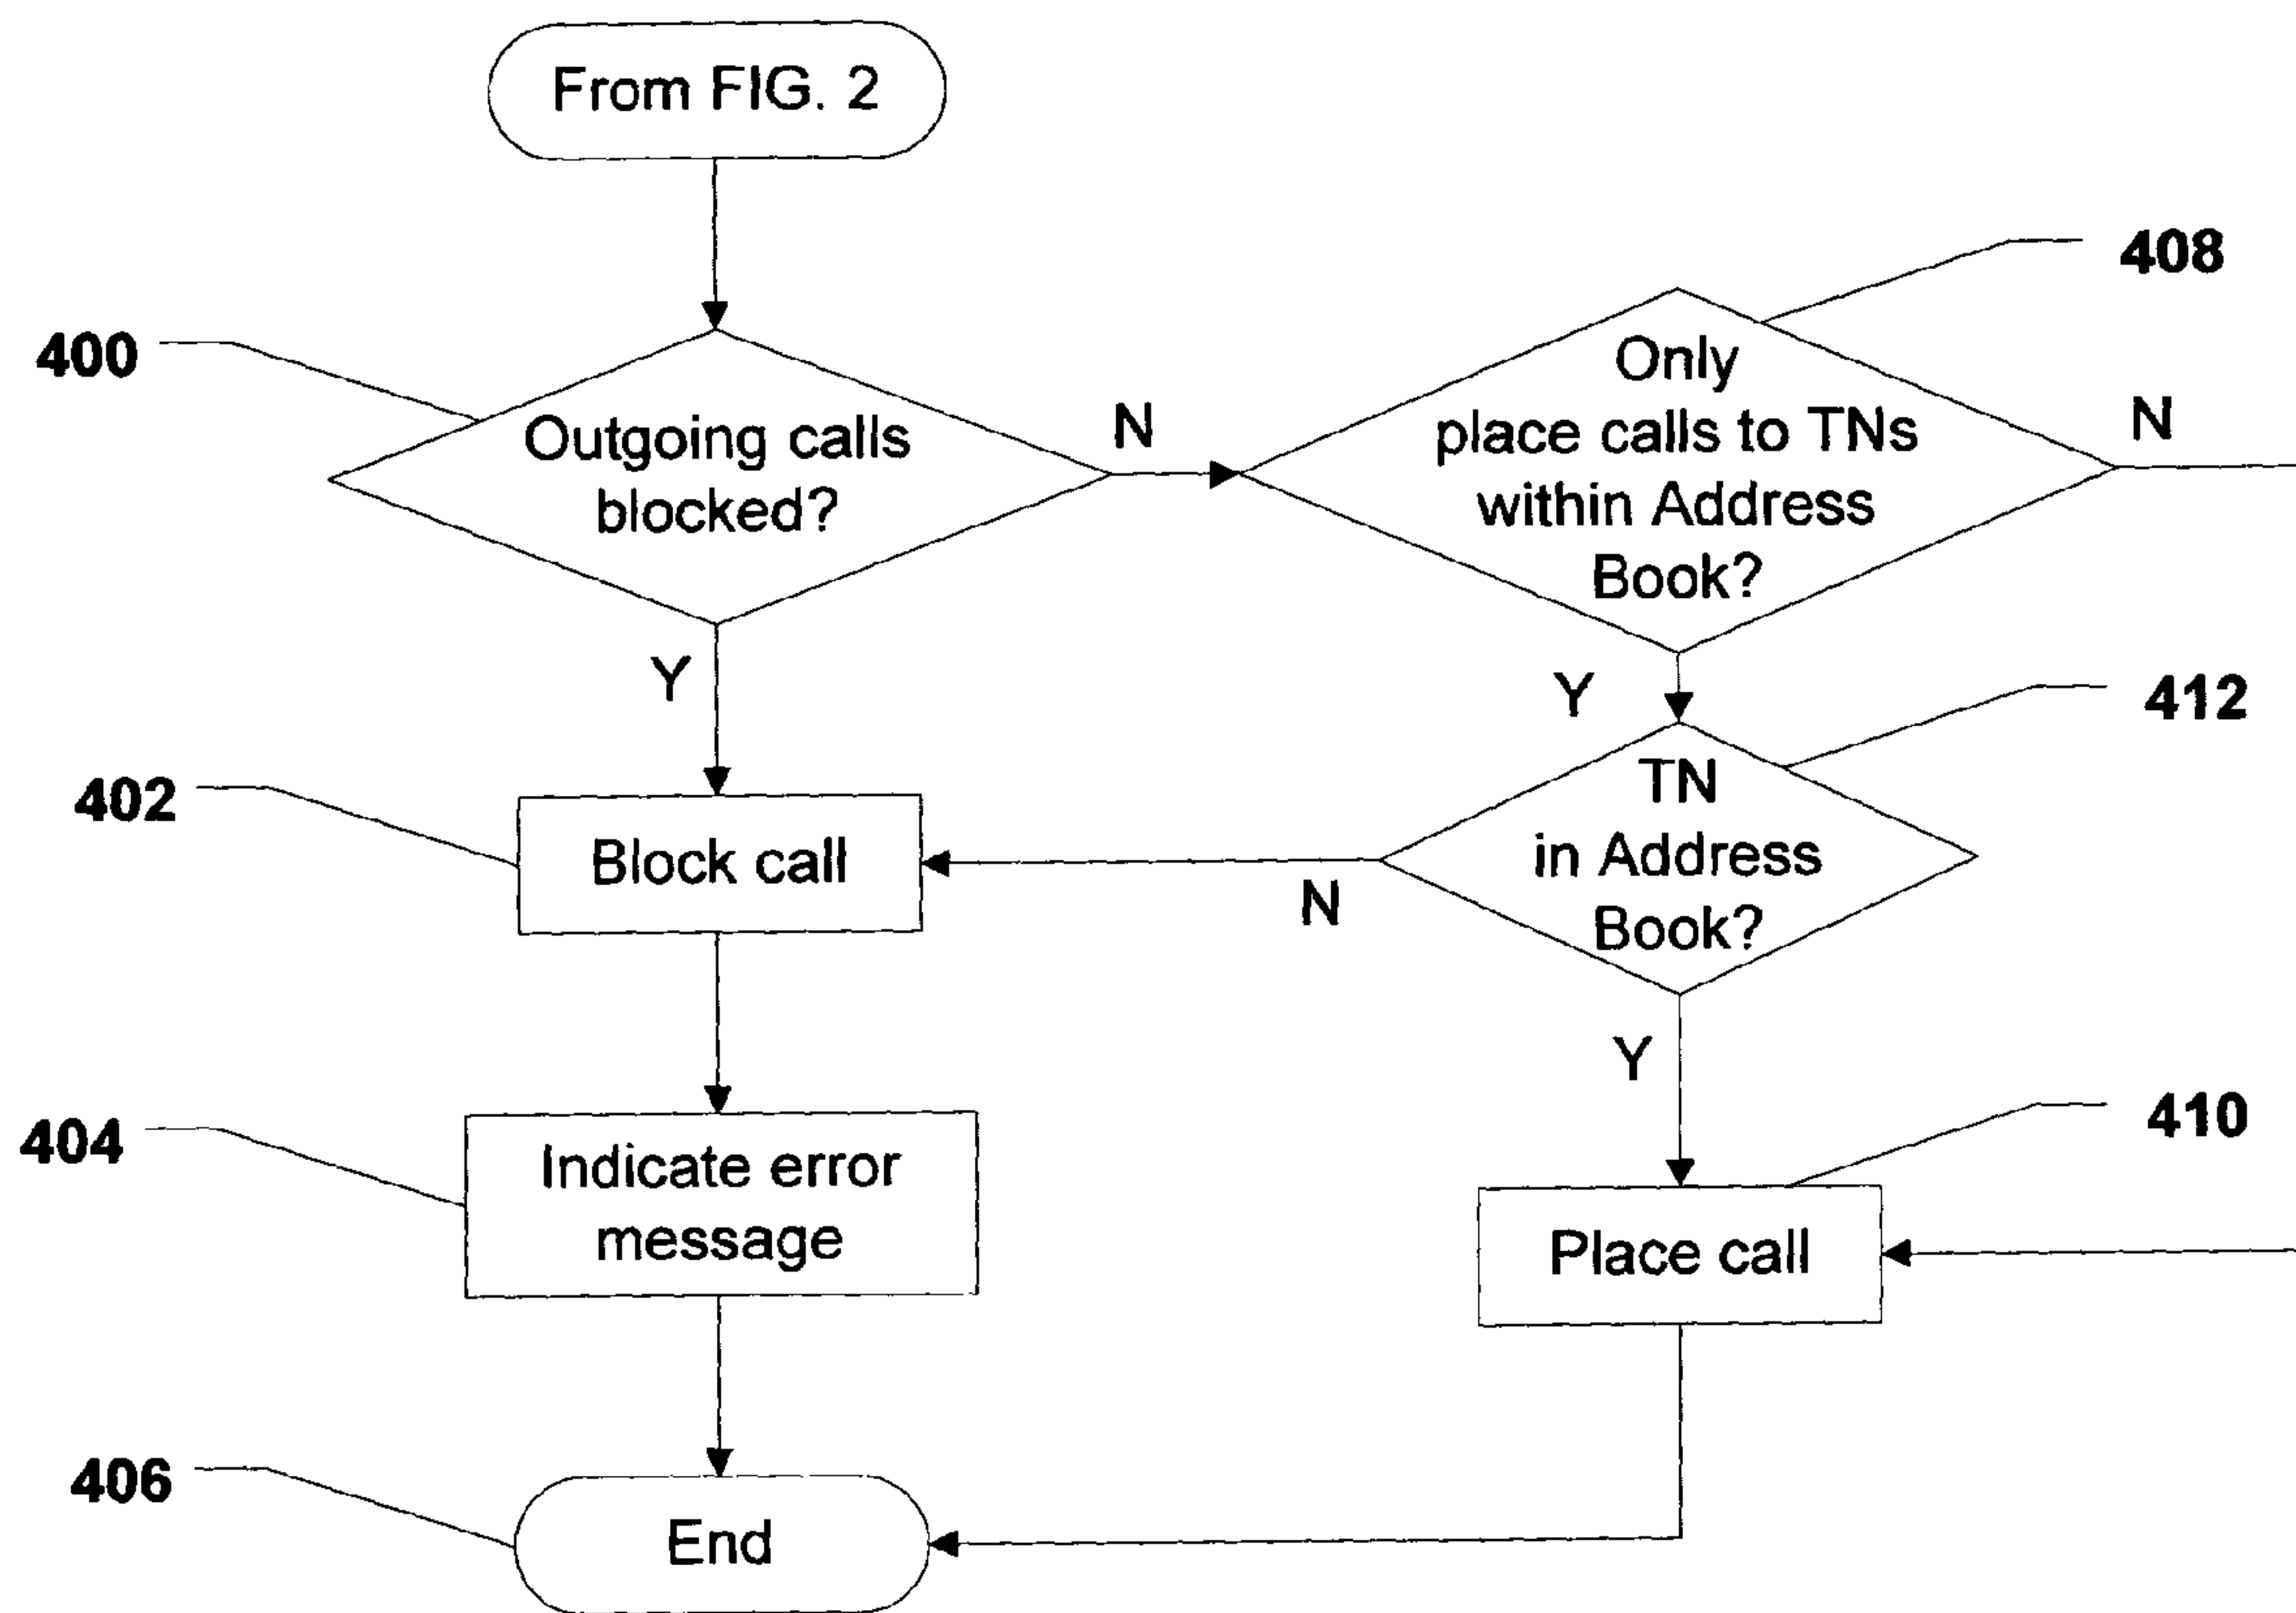 From FIG. 2
408
400
Only
place calls to TNs
within Address
Book?
N
Outgoing calls
blocked?
N
Y
Y
412
402
TN
in Address
Book?
Block call
N
Y
404
410
Indicate error
message
Place call
406
End